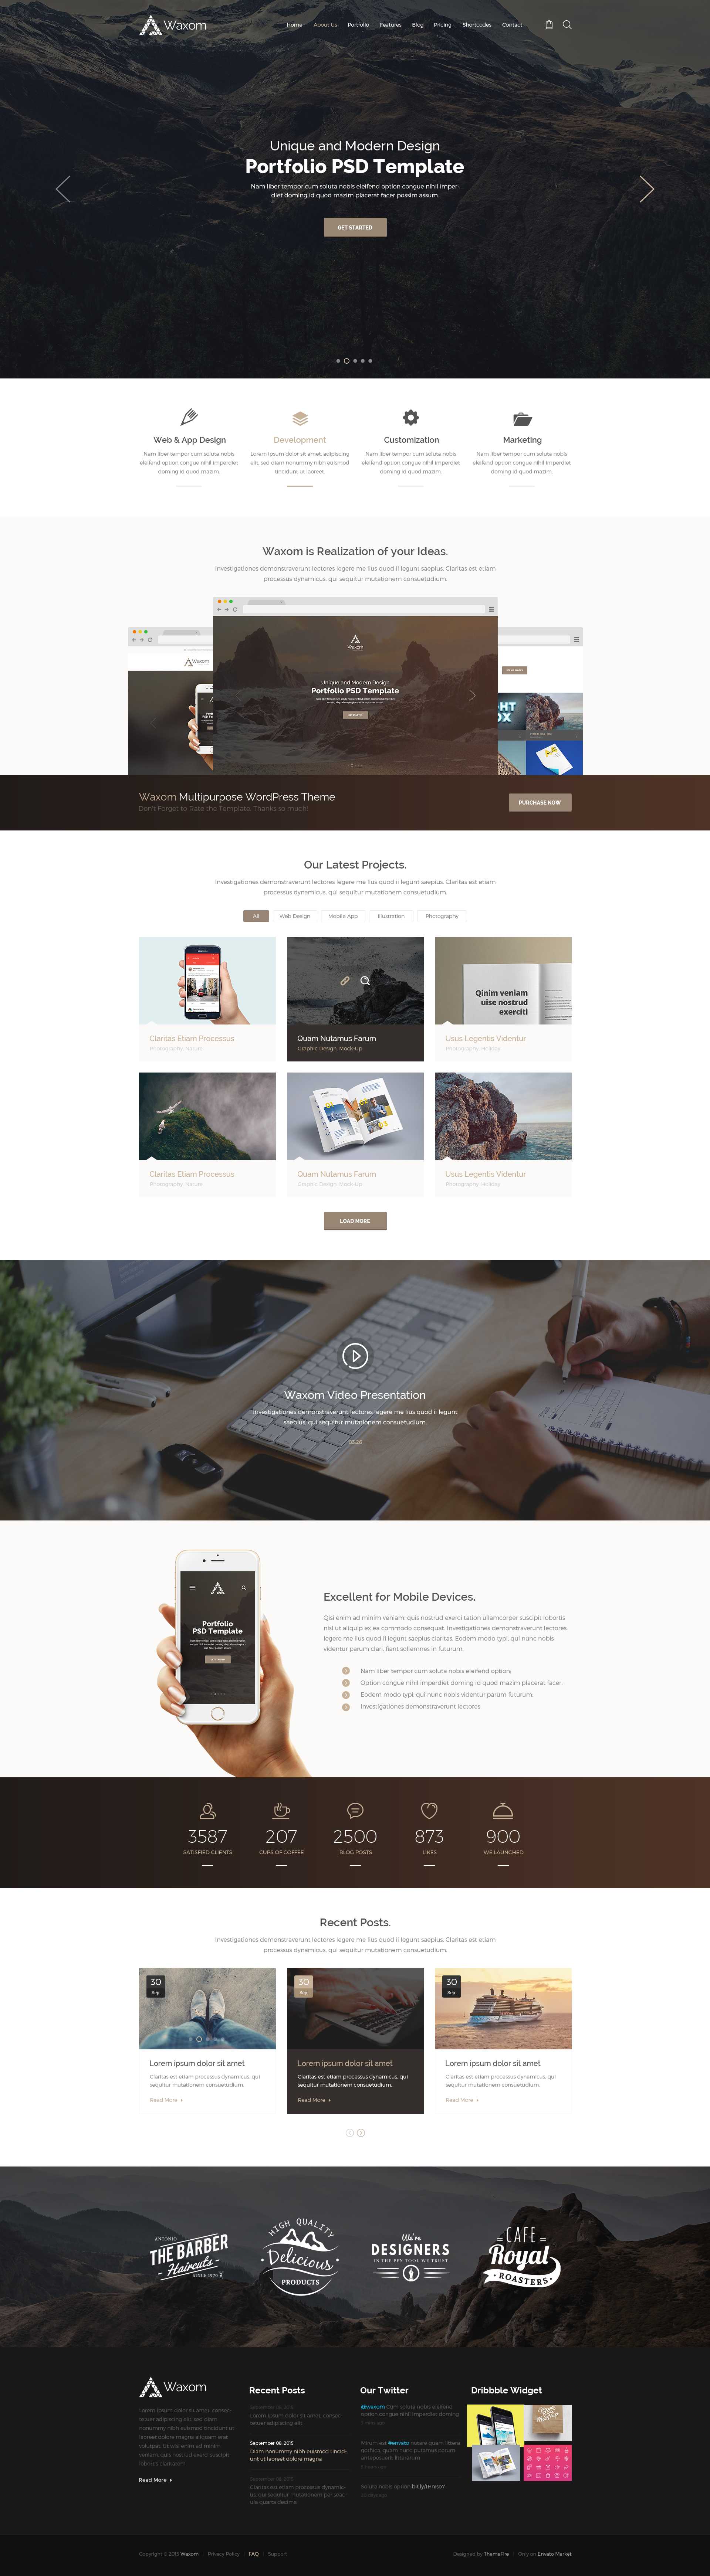 Waxom
Home About Us Portfolio Features Blog Pricing Shortcodes Contact
Unique and Modern Design
Portfolio PSD Template
Nam liber tempor cum soluta nobis eleifend option congue nihil imper-
diet doming id quod mazim placerat facer possim assum.
GET STARTED
Web & App Design
Nam liber tempor cum soluta nobis
eleifend option congue nihil imperdiet
doming id quod mazim.
Development
Lorem ipsum dolor sit amet, adipiscing
elit, sed diam nonummy nibh euismod
tincidunt us laoreet.
Customization
Nam liber tempor cum soluta nobis
eleifend option congue nihil imperdiet
doming id quod mazim.
Marketing
Nam liber tempor cum soluta nobis
eleifend option congue nihil imperdiet
doming id quod mazim.
Waxom is Realization of your Ideas.
Investigationes demonstraverunt lectores legere me lius quod ii legunt saepius. Claritas est etiam
processus dynamicus, qui sequitur mutationem consuetudium.
Waxom
Waxom
Unique and Modern Design
Portfolio PSD Template
Waxom Multipurpose WordPress Theme
Don't Forget to Rate the Template. Thanks so much!
PURCHASE NOW
Our Latest Projects.
Investigationes demonstraverunt lectores legere me lius quod ii legunt saepius. Claritas est etiam
processus dynamicus, qui sequitur mutationem consuetudium.
All Web Design Mobile App Illustration Photography
Qinim veniam
uise nostrud
exerciti
Claritas Etiam Processus
Photography, Nature
Quam Nutamus Farum
Graphic Design, Mock-Up
Usus Legentis Videntur
Photography, Holiday
Claritas Etiam Processus
Photography, Nature
Quam Nutamus Farum
Graphic Design, Mock-Up
Usus Legentis Videntur
Photography, Holiday
LOAD MORE
Waxom Video Presentation
Investigationes demonstraverunt lectores legere me lius quod ii legunt
saepius, qui sequitur mutationem consuetudium.
Portfolio
PSD Template
Excellent for Mobile Devices.
Qisi enim ad minim veniam, quis nostrud exerci tation ullamcorper suscipit lobortis
nisl ut aliquip ex ea commodo consequat. Investigationes demonstraverunt lectores
legere me lius quod ii legunt saepius claritas. Eodem modo typi, qui nunc nobis
videntur parum clari, fiant sollemnes in futurum.
Nam liber tempor cum soluta nobis eleifend option;
Option congue nihil imperdiet doming id quod mazim placerat facer;
Eodem modo typi, qui nunc nobis videntur parum futurum;
Investigationes demonstraverunt lectores
3587
SATISFIED CLIENTS
207
CUPS OF COFFEE
2500
BLOG POSTS
873
LIKES
900
WE LAUNCHED
Recent Posts.
Investigationes demonstraverunt lectores legere me lius quod ii legunt saepius. Claritas est etiam
processus dynamicus, qui sequitur mutationem consuetudium.
30
Sep
Lorem ipsum dolor sit amet
Claritas est etiam processus dynamicus, qui
sequitur mutationem consuetudium.
Read More
30
Sep
Lorem ipsum dolor sit amet
Claritas est etiam processus dynamicus, qui
sequitur mutationem consuetudium.
Read More
30
Sep
Lorem ipsum dolor sit amet
Claritas est etiam processus dynamicus, qui
sequitur mutationem consuetudium.
Read More
ANTONIO
THE BARBER
Haircuts
SINCE 1970
HIGH QUALITY
Delicious
PRODUCTS
We're
DESIGNERS
IN THE PEN TOOL WE TRUST
CAFE
Royal
ROASTERS
Waxom
Lorem ipsum dolor sit amet, consec-
tetuer adipiscing elit, sed diam
nonummy nibh euismod tincidunt ut
laoreet dolore magna aliquam erat
volutpat. Ut wisi enim ad minim
veniam, quis nostrud exerci suscipit
lobortis claritatem.
Read More
Recent Posts
September 08, 2015
Lorem ipsum dolor sit amet, consec-
tetuer adipiscing elit
September 08, 2015
Diam nonummy nibh euismod tincid-
unt ut laoreet dolore magna
September 08, 2015
Claritas est etiam processus dynamic-
us, qui sequitur mutationem per seac-
ula quarta decima
Our Twitter
@waxom Cum soluta nobis eleifend
option congue nihil imperdiet doming
Mirum est #envato notare quam littera
gothica, quam nunc putamus parum
anteposuerit litterarum
Soluta nobis option
Dribbble Widget
Copyright © 2015 Waxom Privacy Policy FAQ Support
Designed by ThemeFire Only on Envato Market